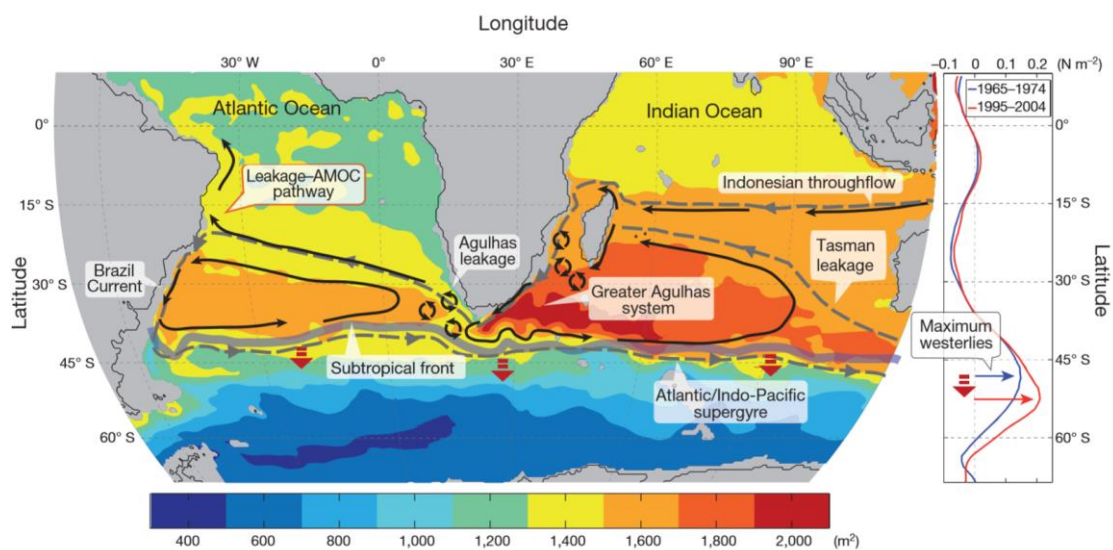 Longitude
30° W
0°
30° E
60° E
90° E
−0.1
0
0.1
0.2
(N m−2)
1965–1974
1995–2004
Atlantic Ocean
Indian Ocean
0°
0°
Leakage–AMOC
pathway
Indonesian throughflow
15° S
15° S
Agulhas
leakage
Tasman
leakage
Brazil
Current
Latitude
Latitude
30° S
30° S
Greater Agulhas
system
Maximum
westerlies
45° S
45° S
Subtropical front
Atlantic/Indo-Pacific
supergyre
60° S
60° S
400
600
800
1,000
1,200
1,400
1,600
1,800
2,000
(m2)